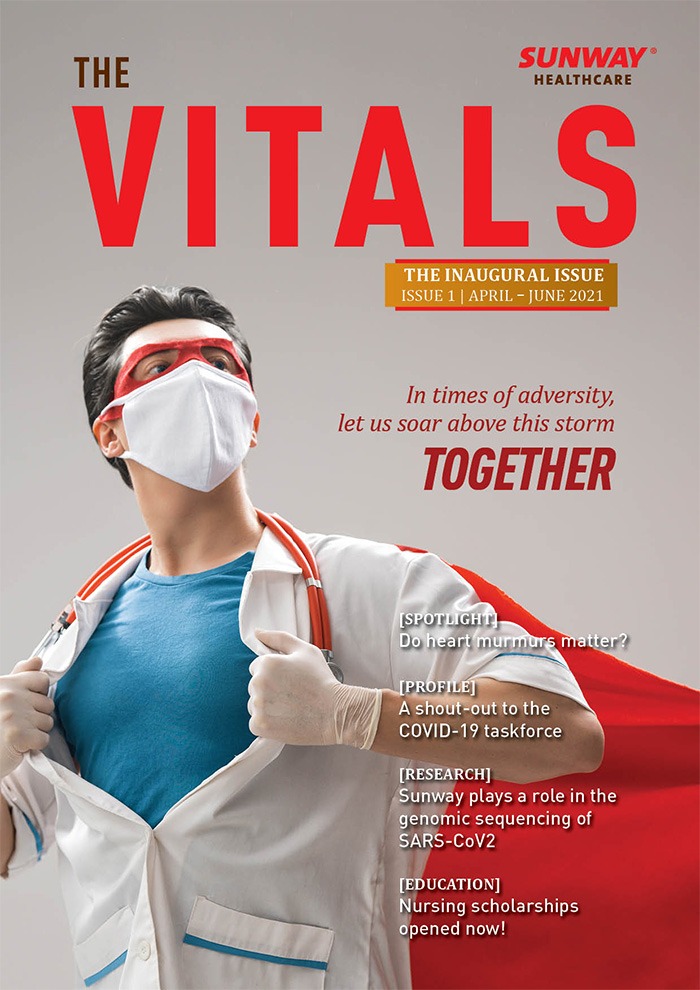 THE
SUNWAY®
HEALTHCARE
VITALS
THE INAUGURAL ISSUE
ISSUE 1 | APRIL – JUNE 2021
In times of adversity,
let us soar above this storm
TOGETHER
[SPOTLIGHT]
Do heart murmurs matter?
[PROFILE]
A shout-out to the
COVID-19 taskforce
[RESEARCH]
Sunway plays a role in the
genomic sequencing of
SARS-CoV2
[EDUCATION]
Nursing scholarships
opened now!